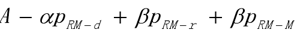 A − αp_{RM−d} + βp_{RM−r} + βp_{RM−M}